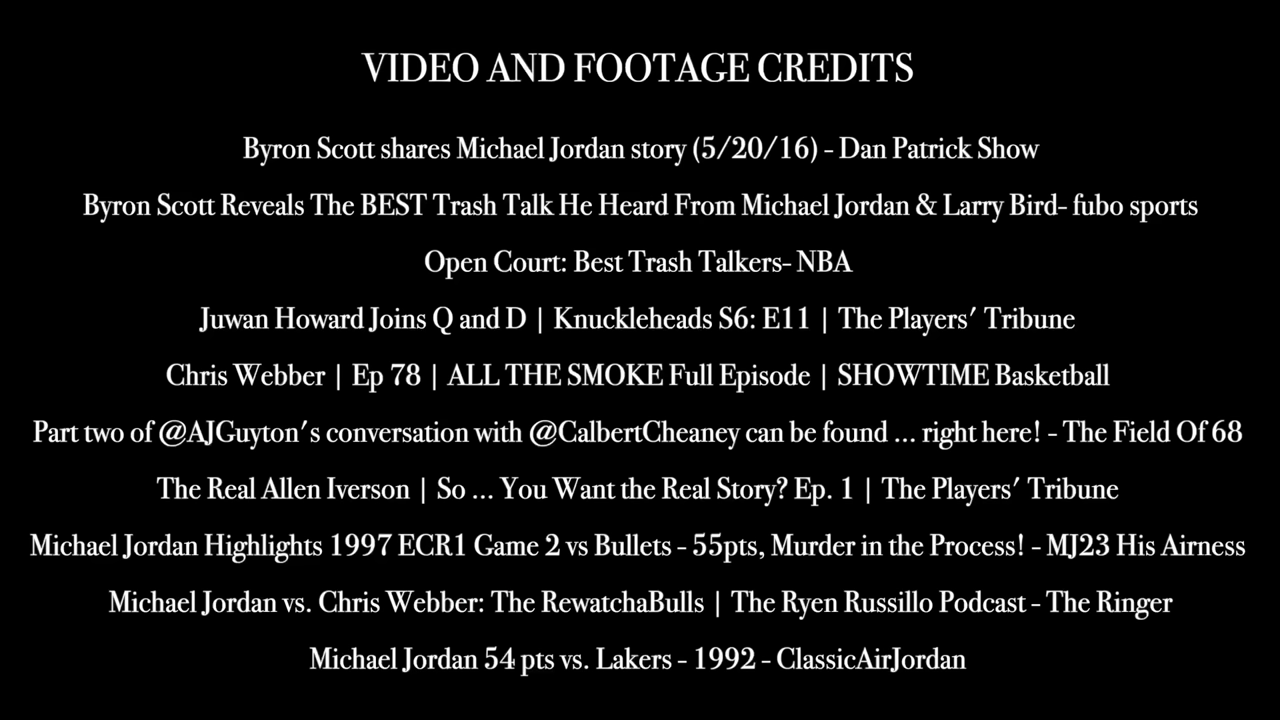 VIDEO AND FOOTAGE CREDITS
Byron Scott shares Michael Jordan story (5/20/16) - Dan Patrick Show
Byron Scott Reveals The BEST Trash Talk He Heard From Michael Jordan & Larry Bird- fubo sports
Open Court: Best Trash Talkers- NBA
Juwan Howard Joins Q and D | Knuckleheads S6: E11 | The Players' Tribune
Chris Webber | Ep 78 | ALL THE SMOKE Full Episode | SHOWTIME Basketball
Part two of @AJGuyton's conversation with @CalbertCheaney can be found ... right here! - The Field Of 68
The Real Allen Iverson | So ... You Want the Real Story? Ep. 1 | The Players' Tribune
Michael Jordan Highlights 1997 ECR1 Game 2 vs Bullets - 55pts, Murder in the Process! - MJ23 His Airness
Michael Jordan vs. Chris Webber: The RewatchaBulls | The Ryen Russillo Podcast - The Ringer
Michael Jordan 54 pts vs. Lakers - 1992 - ClassicAirJordan